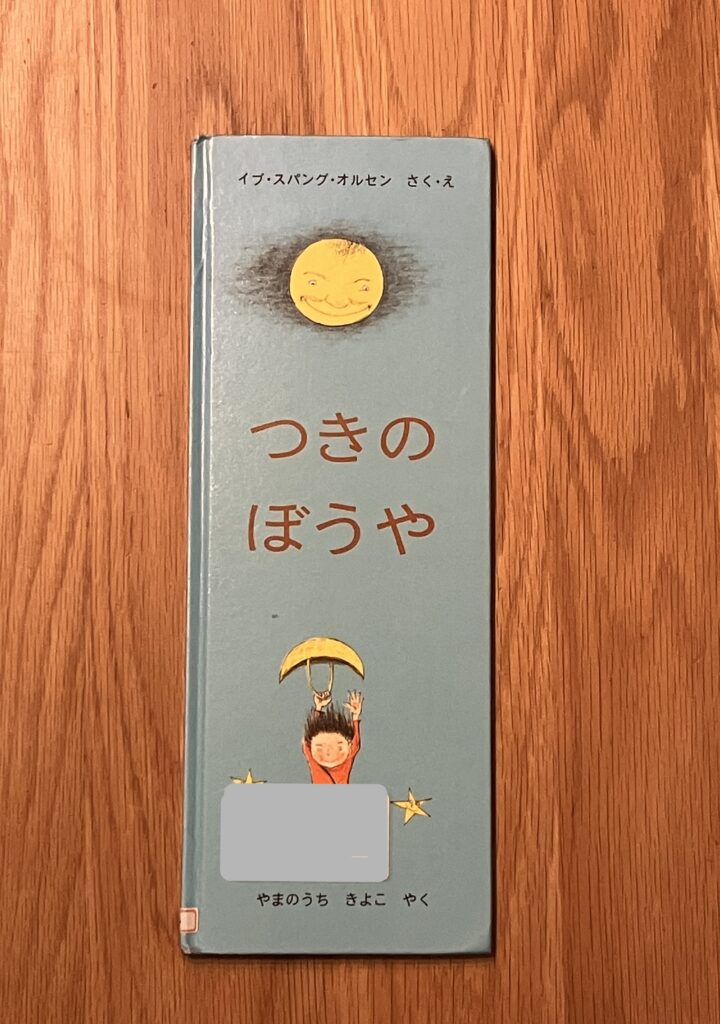 イブ・スパング・オルセン さく・え
つきの
ぼうや
やまのうち きよこ やく